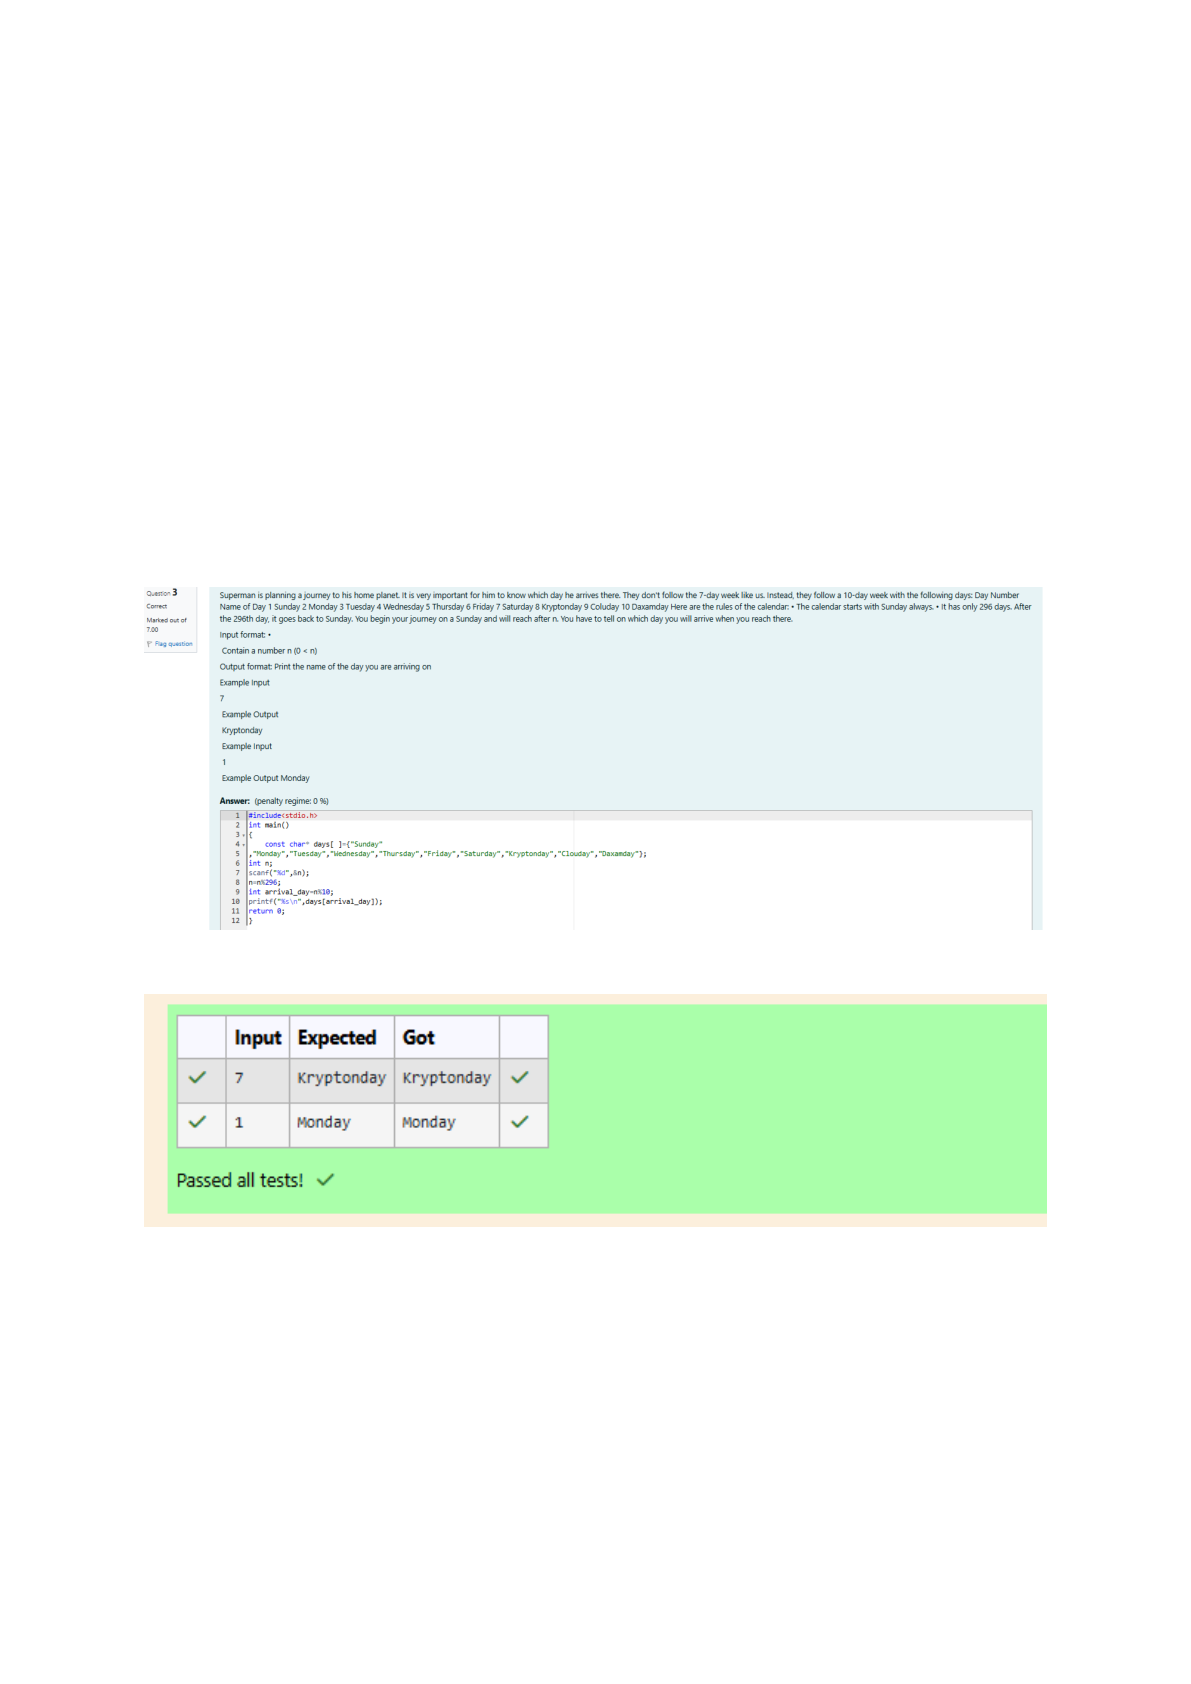 Question 3
Correct
Marked out of
7.00
Flag question
Superman is planning a journey to his home planet. It is very important for him to know which day he arrives there. They don't follow the 7-day week like us. Instead, they follow a 10-day week with the following days: Day Number
Name of Day 1 Sunday 2 Monday 3 Tuesday 4 Wednesday 5 Thursday 6 Friday 7 Saturday 8 Kryptonday 9 Coluday 10 Daxamday Here are the rules of the calendar: • The calendar starts with Sunday always. • It has only 296 days. After
the 296th day, it goes back to Sunday. You begin your journey on a Sunday and will reach after n. You have to tell on which day you will arrive when you reach there.
Input format: •
Contain a number n (0 < n)
Output format: Print the name of the day you are arriving on
Example Input
7
Example Output
Kryptonday
Example Input
1
Example Output Monday
Answer: (penalty regime: 0 %)
1 #include<stdio.h>
2 int main()
3 {
4 const char* days[ ]={"Sunday"
5 ,"Monday","Tuesday","Wednesday","Thursday","Friday","Saturday","Kryptonday","Clouday","Daxamday"};
6 int n;
7 scanf("%d",&n);
8 n=n%296;
9 int arrival_day=n%10;
10 printf("%s\n",days[arrival_day]);
11 return 0;
12 }
Input Expected Got
7 Kryptonday Kryptonday
1 Monday Monday
Passed all tests!